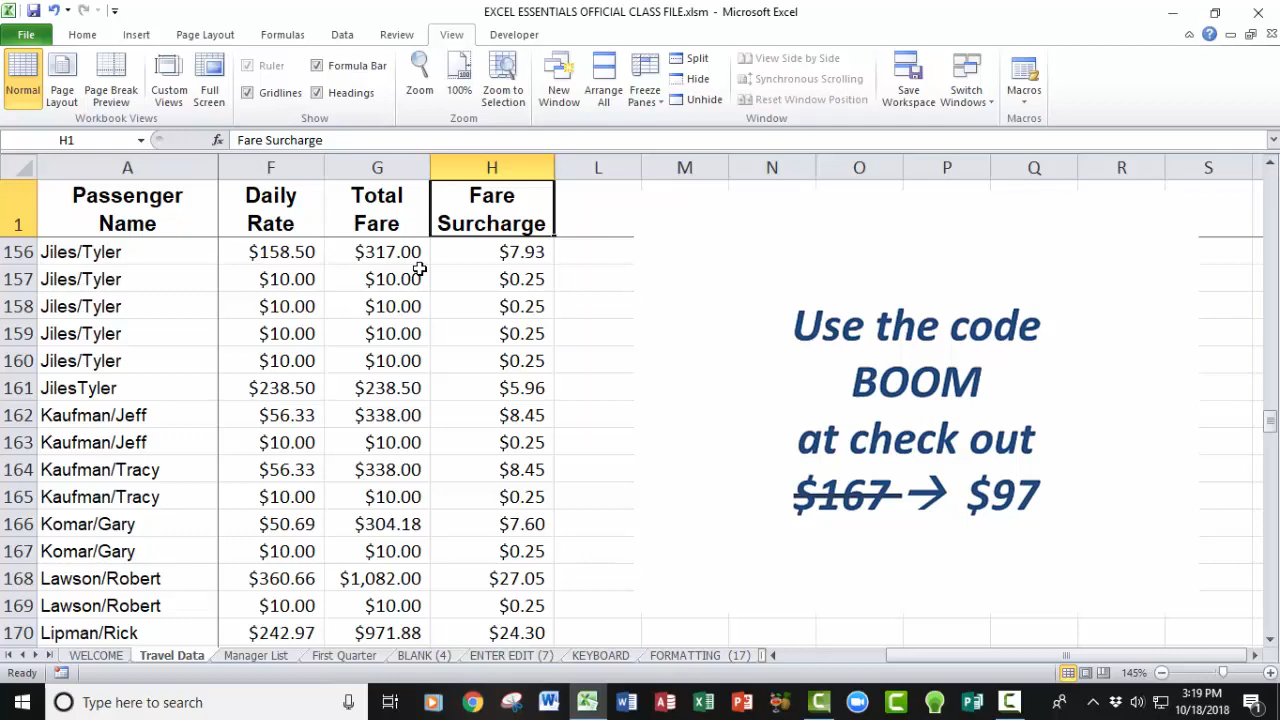 EXCEL ESSENTIALS OFFICIAL CLASS FILE.xlsm - Microsoft Excel
File Home Insert Page Layout Formulas Data Review View Developer
Normal Page Layout Page Break Preview Custom Views Full Screen
Ruler Formula Bar
Gridlines Headings
Zoom 100% Zoom to Selection
New Window Arrange All Freeze Panes
Split
Hide
Unhide
View Side by Side
Synchronous Scrolling
Reset Window Position
Save Workspace Switch Windows Macros
Workbook Views Show Zoom Window Macros
H1 fx Fare Surcharge
A F G H L M N O P Q R S
1 Passenger Name Daily Rate Total Fare Fare Surcharge
156 Jiles/Tyler $158.50 $317.00 $7.93
157 Jiles/Tyler $10.00 $10.00 $0.25
158 Jiles/Tyler $10.00 $10.00 $0.25
159 Jiles/Tyler $10.00 $10.00 $0.25
160 Jiles/Tyler $10.00 $10.00 $0.25
161 JilesTyler $238.50 $238.50 $5.96
162 Kaufman/Jeff $56.33 $338.00 $8.45
163 Kaufman/Jeff $10.00 $10.00 $0.25
164 Kaufman/Tracy $56.33 $338.00 $8.45
165 Kaufman/Tracy $10.00 $10.00 $0.25
166 Komar/Gary $50.69 $304.18 $7.60
167 Komar/Gary $10.00 $10.00 $0.25
168 Lawson/Robert $360.66 $1,082.00 $27.05
169 Lawson/Robert $10.00 $10.00 $0.25
170 Lipman/Rick $242.97 $971.88 $24.30
Use the code
BOOM
at check out
$167 → $97
WELCOME Travel Data Manager List First Quarter BLANK (4) ENTER EDIT (7) KEYBOARD FORMATTING (17)
Ready 145%
Type here to search
3:19 PM
10/18/2018